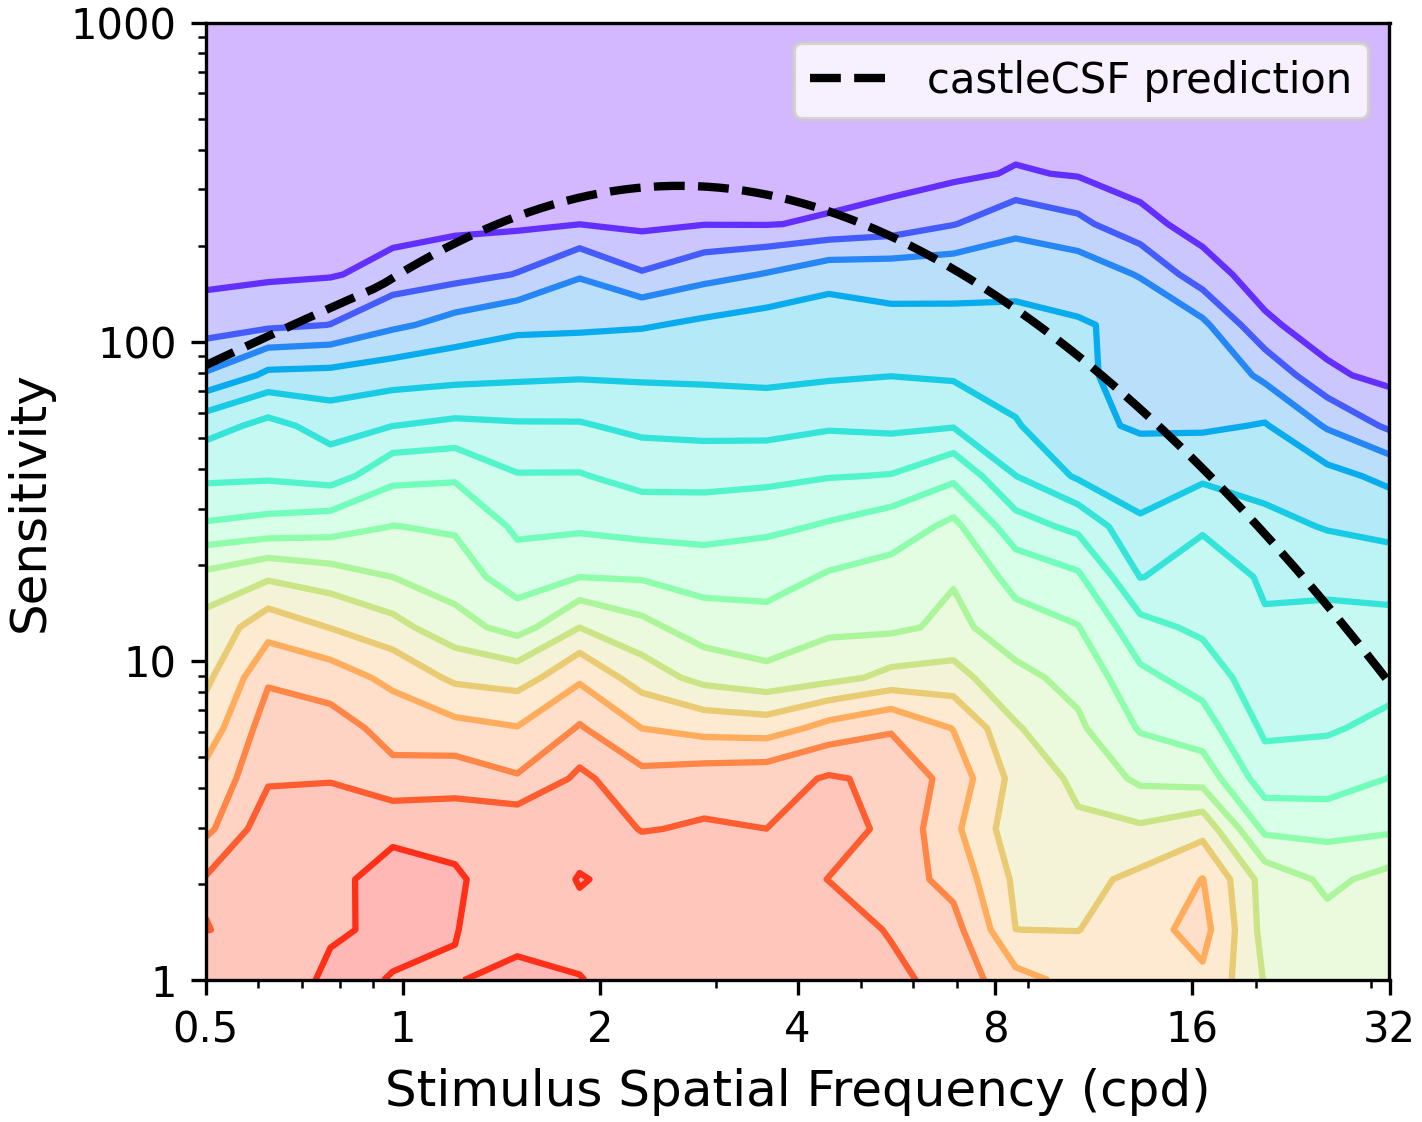 1000
castleCSF prediction
100
Sensitivity
10
1
0.5 1 2 4 8 16 32
Stimulus Spatial Frequency (cpd)